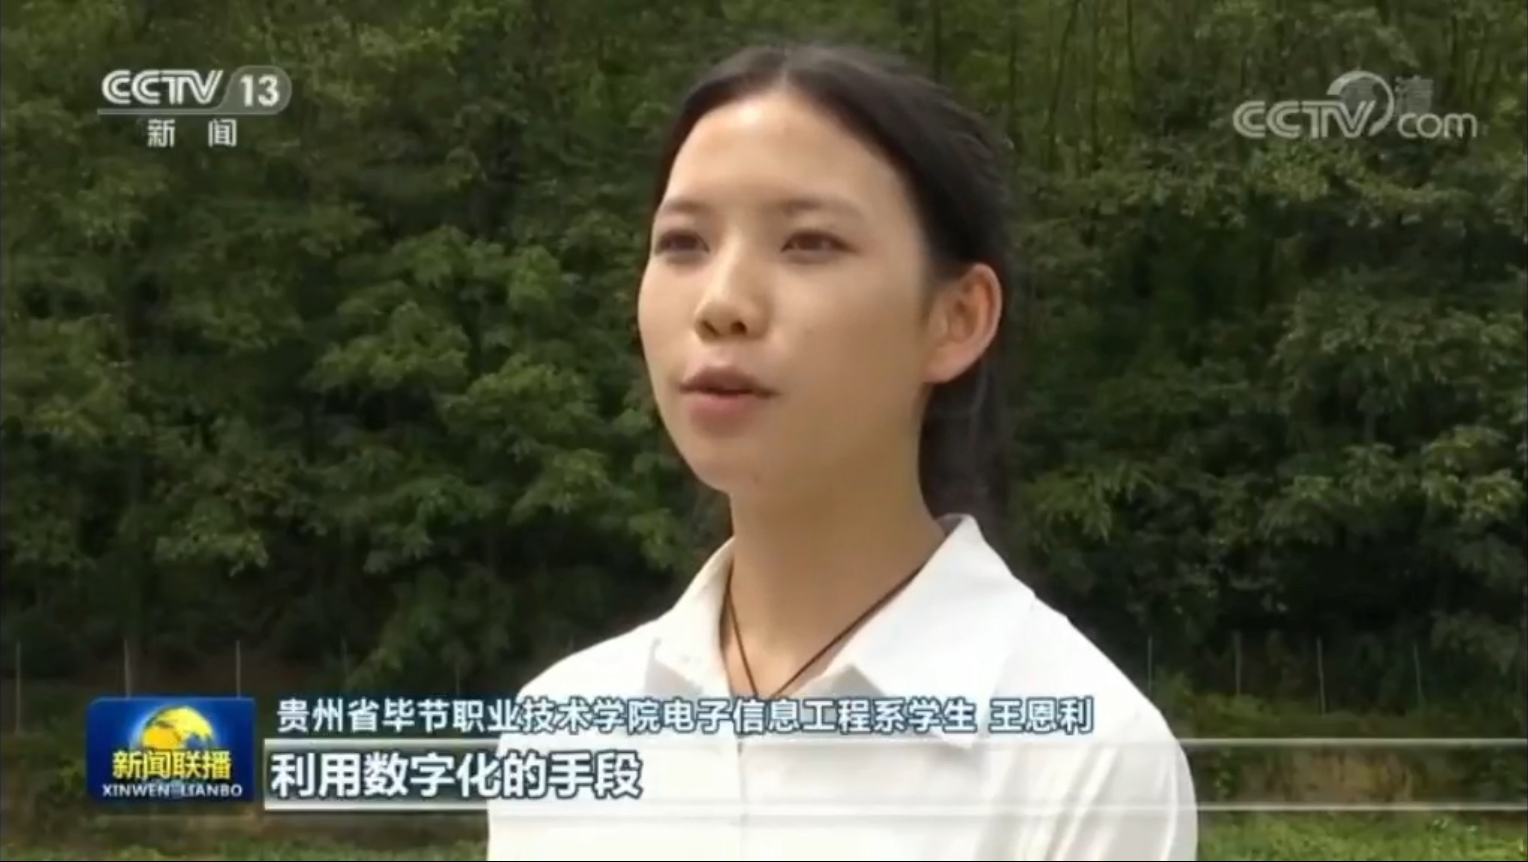 CCTV 13
新闻
CCTV.com
贵州省毕节职业技术学院电子信息工程系学生 王恩利
新闻联播
XINWEN LIANBO
利用数字化的手段